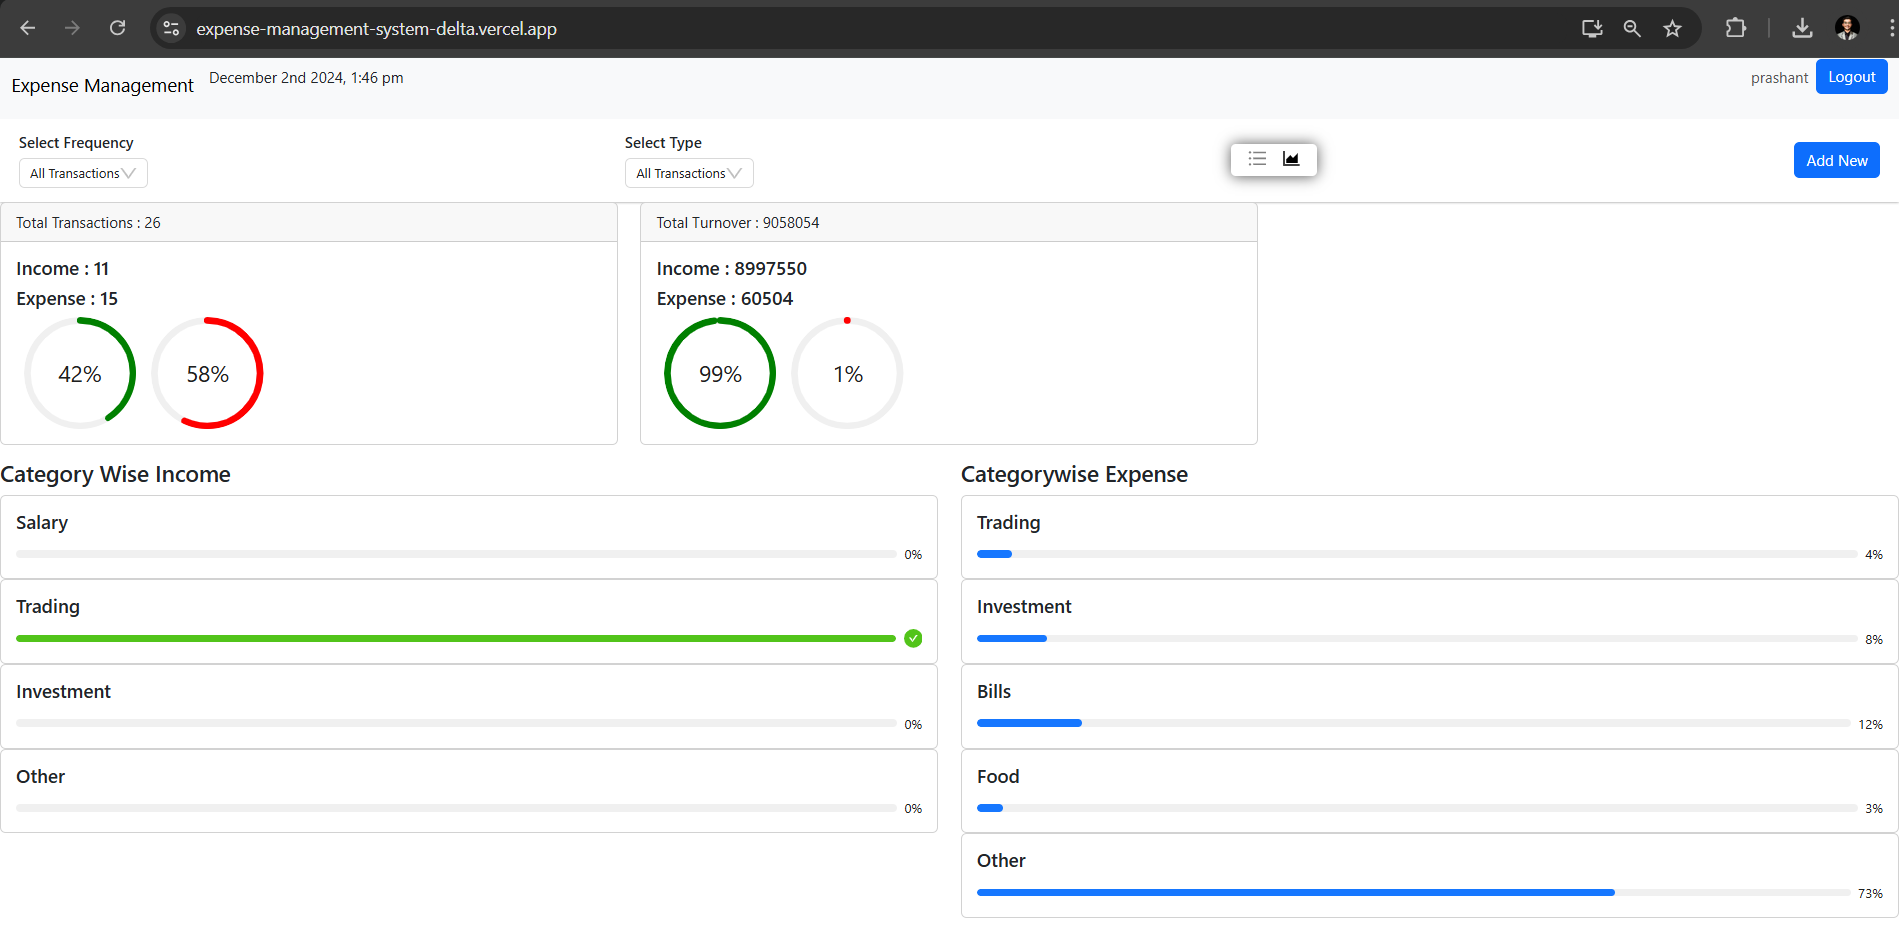 expense-management-system-delta.vercel.app
Expense Management
December 2nd 2024, 1:46 pm
prashant
Logout
Select Frequency
All Transactions
Select Type
All Transactions
Add New
Total Transactions : 26
Income : 11
Expense : 15
42%
58%
Total Turnover : 9058054
Income : 8997550
Expense : 60504
99%
1%
Category Wise Income
Salary
0%
Trading
Investment
0%
Other
0%
Categorywise Expense
Trading
4%
Investment
8%
Bills
12%
Food
3%
Other
73%